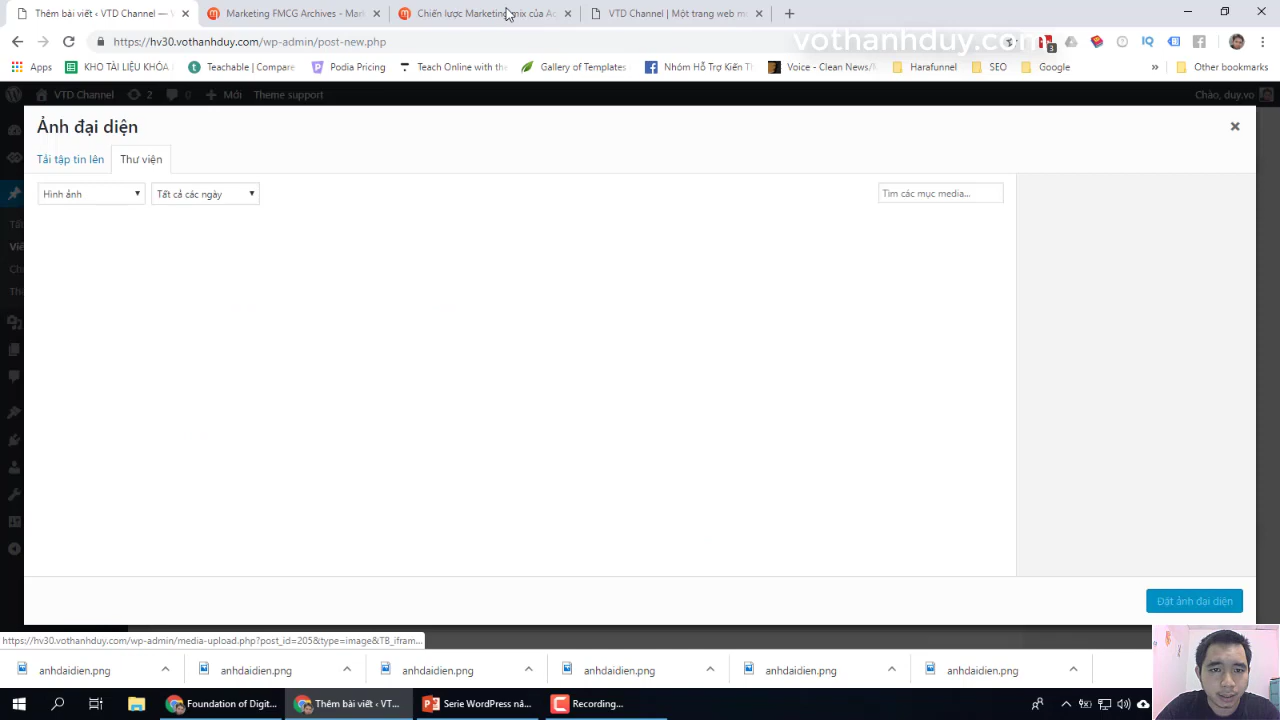 Thêm bài viết ‹ VTD Channel — V
Marketing FMCG Archives - Mark
Chiến lược Marketing mix của Ac
VTD Channel | Một trang web mớ
https://hv30.vothanhduy.com/wp-admin/post-new.php
vothanhduy.com
3
Apps
KHO TÀI LIỆU KHÓA
Teachable | Compare
Podia Pricing
Teach Online with the
Gallery of Templates
Nhóm Hỗ Trợ Kiến Th
Voice - Clean News/M
Harafunnel
SEO
Google
»
Other bookmarks
VTD Channel
2
0
Mới
Theme support
Chào, duy.vo
Ảnh đại diện
Tải tập tin lên
Thư viện
Hình ảnh
Tất cả các ngày
Tìm các mục media...
Đặt ảnh đại diện
https://hv30.vothanhduy.com/wp-admin/media-upload.php?post_id=205&type=image&TB_ifram...
anhdaidien.png
anhdaidien.png
anhdaidien.png
anhdaidien.png
anhdaidien.png
anhdaidien.png
Foundation of Digit...
Thêm bài viết ‹ VT...
Serie WordPress nâ...
Recording...